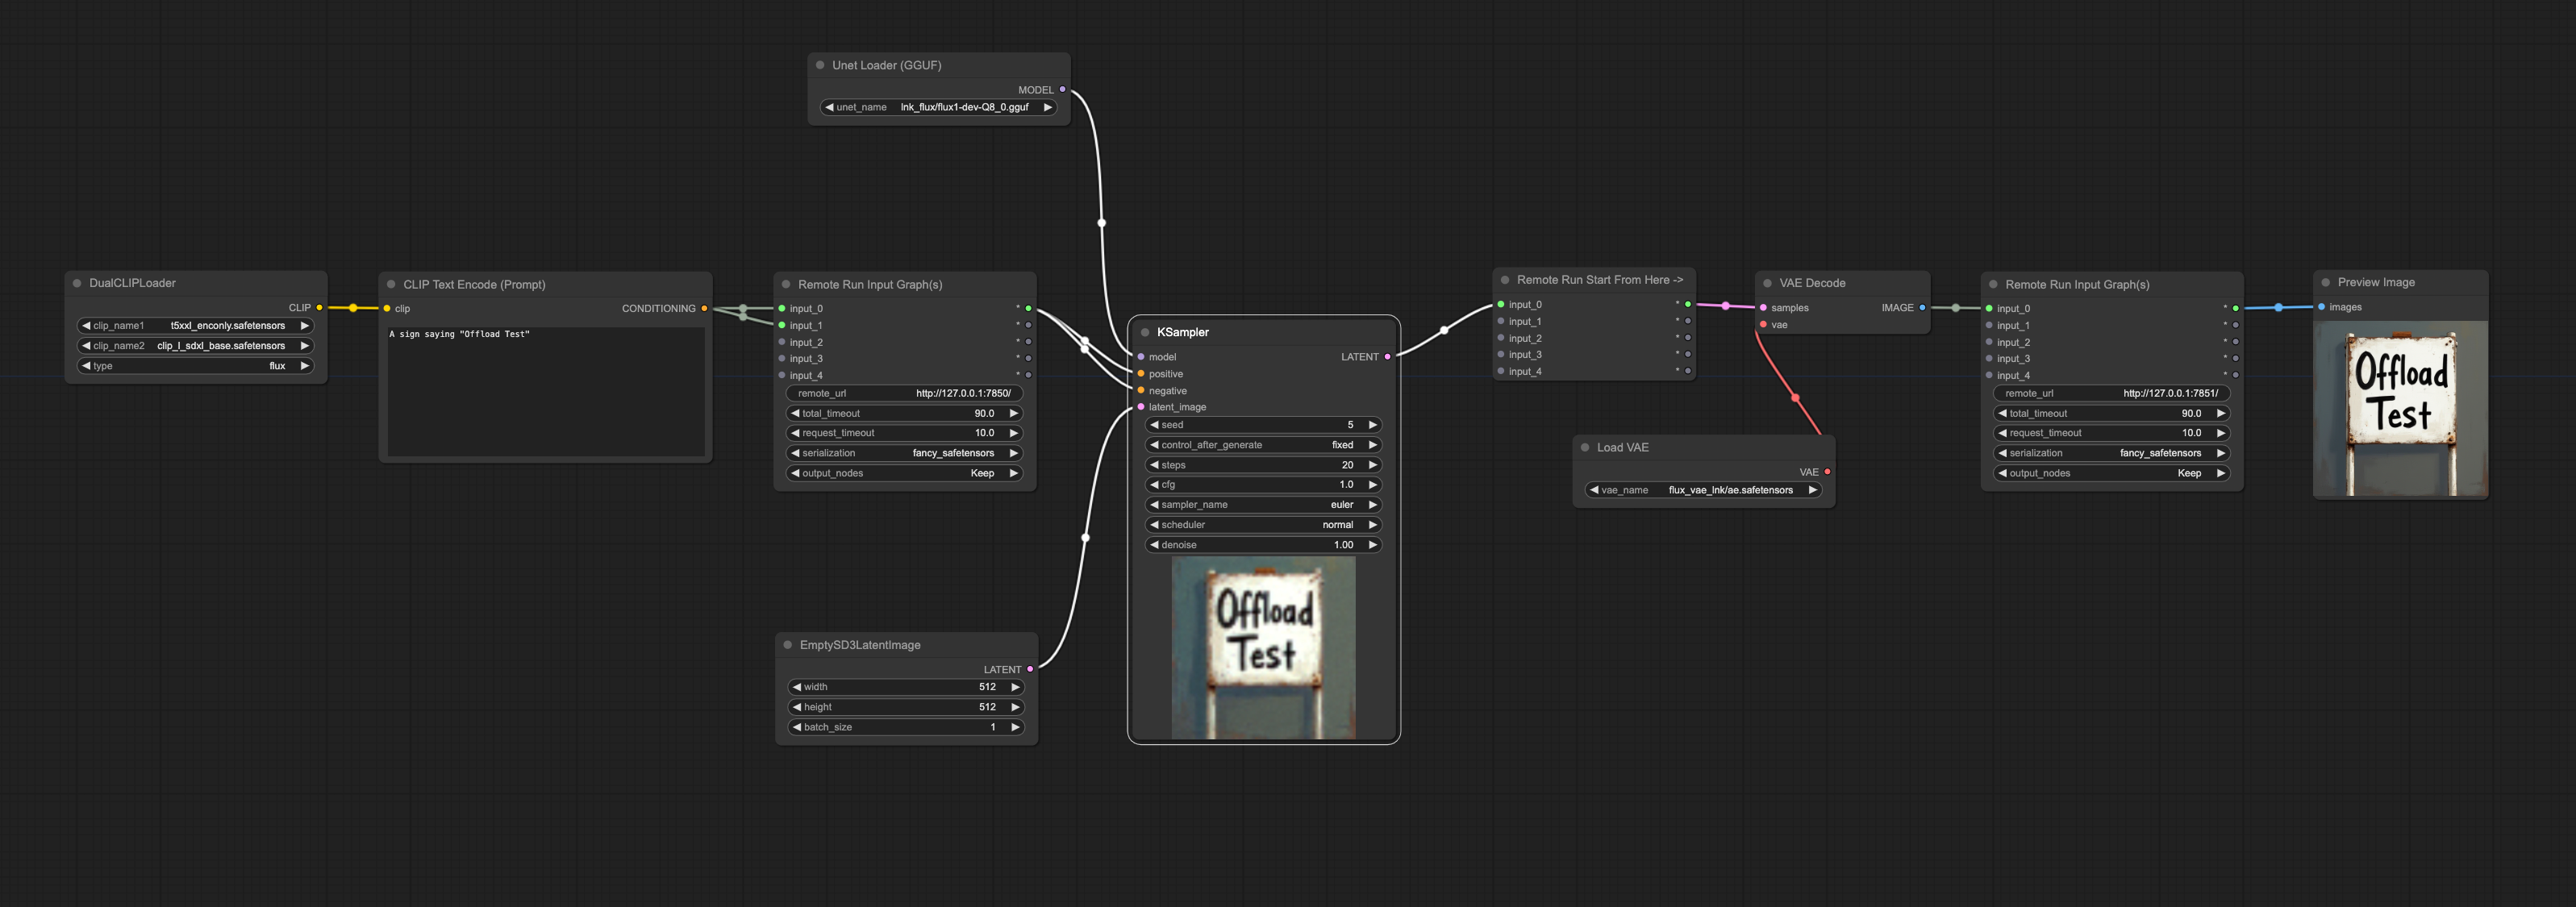 Unet Loader (GGUF)
MODEL
unet_name lnk_flux/flux1-dev-Q8_0.gguf
DualCLIPLoader
CLIP
clip_name1 t5xxl_enconly.safetensors
clip_name2 clip_l_sdxl_base.safetensors
type flux
CLIP Text Encode (Prompt)
clip CONDITIONING
A sign saying "Offload Test"
Remote Run Input Graph(s)
input_0 *
input_1 *
input_2 *
input_3 *
input_4 *
remote_url http://127.0.0.1:7850/
total_timeout 90.0
request_timeout 10.0
serialization fancy_safetensors
output_nodes Keep
EmptySD3LatentImage
LATENT
width 512
height 512
batch_size 1
KSampler
model LATENT
positive
negative
latent_image
seed 5
control_after_generate fixed
steps 20
cfg 1.0
sampler_name euler
scheduler normal
denoise 1.00
Offload
Test
Remote Run Start From Here ->
input_0 *
input_1 *
input_2 *
input_3 *
input_4 *
VAE Decode
samples IMAGE
vae
Load VAE
VAE
vae_name flux_vae_lnk/ae.safetensors
Remote Run Input Graph(s)
input_0 *
input_1 *
input_2 *
input_3 *
input_4 *
remote_url http://127.0.0.1:7851/
total_timeout 90.0
request_timeout 10.0
serialization fancy_safetensors
output_nodes Keep
Preview Image
images
Offload
Test